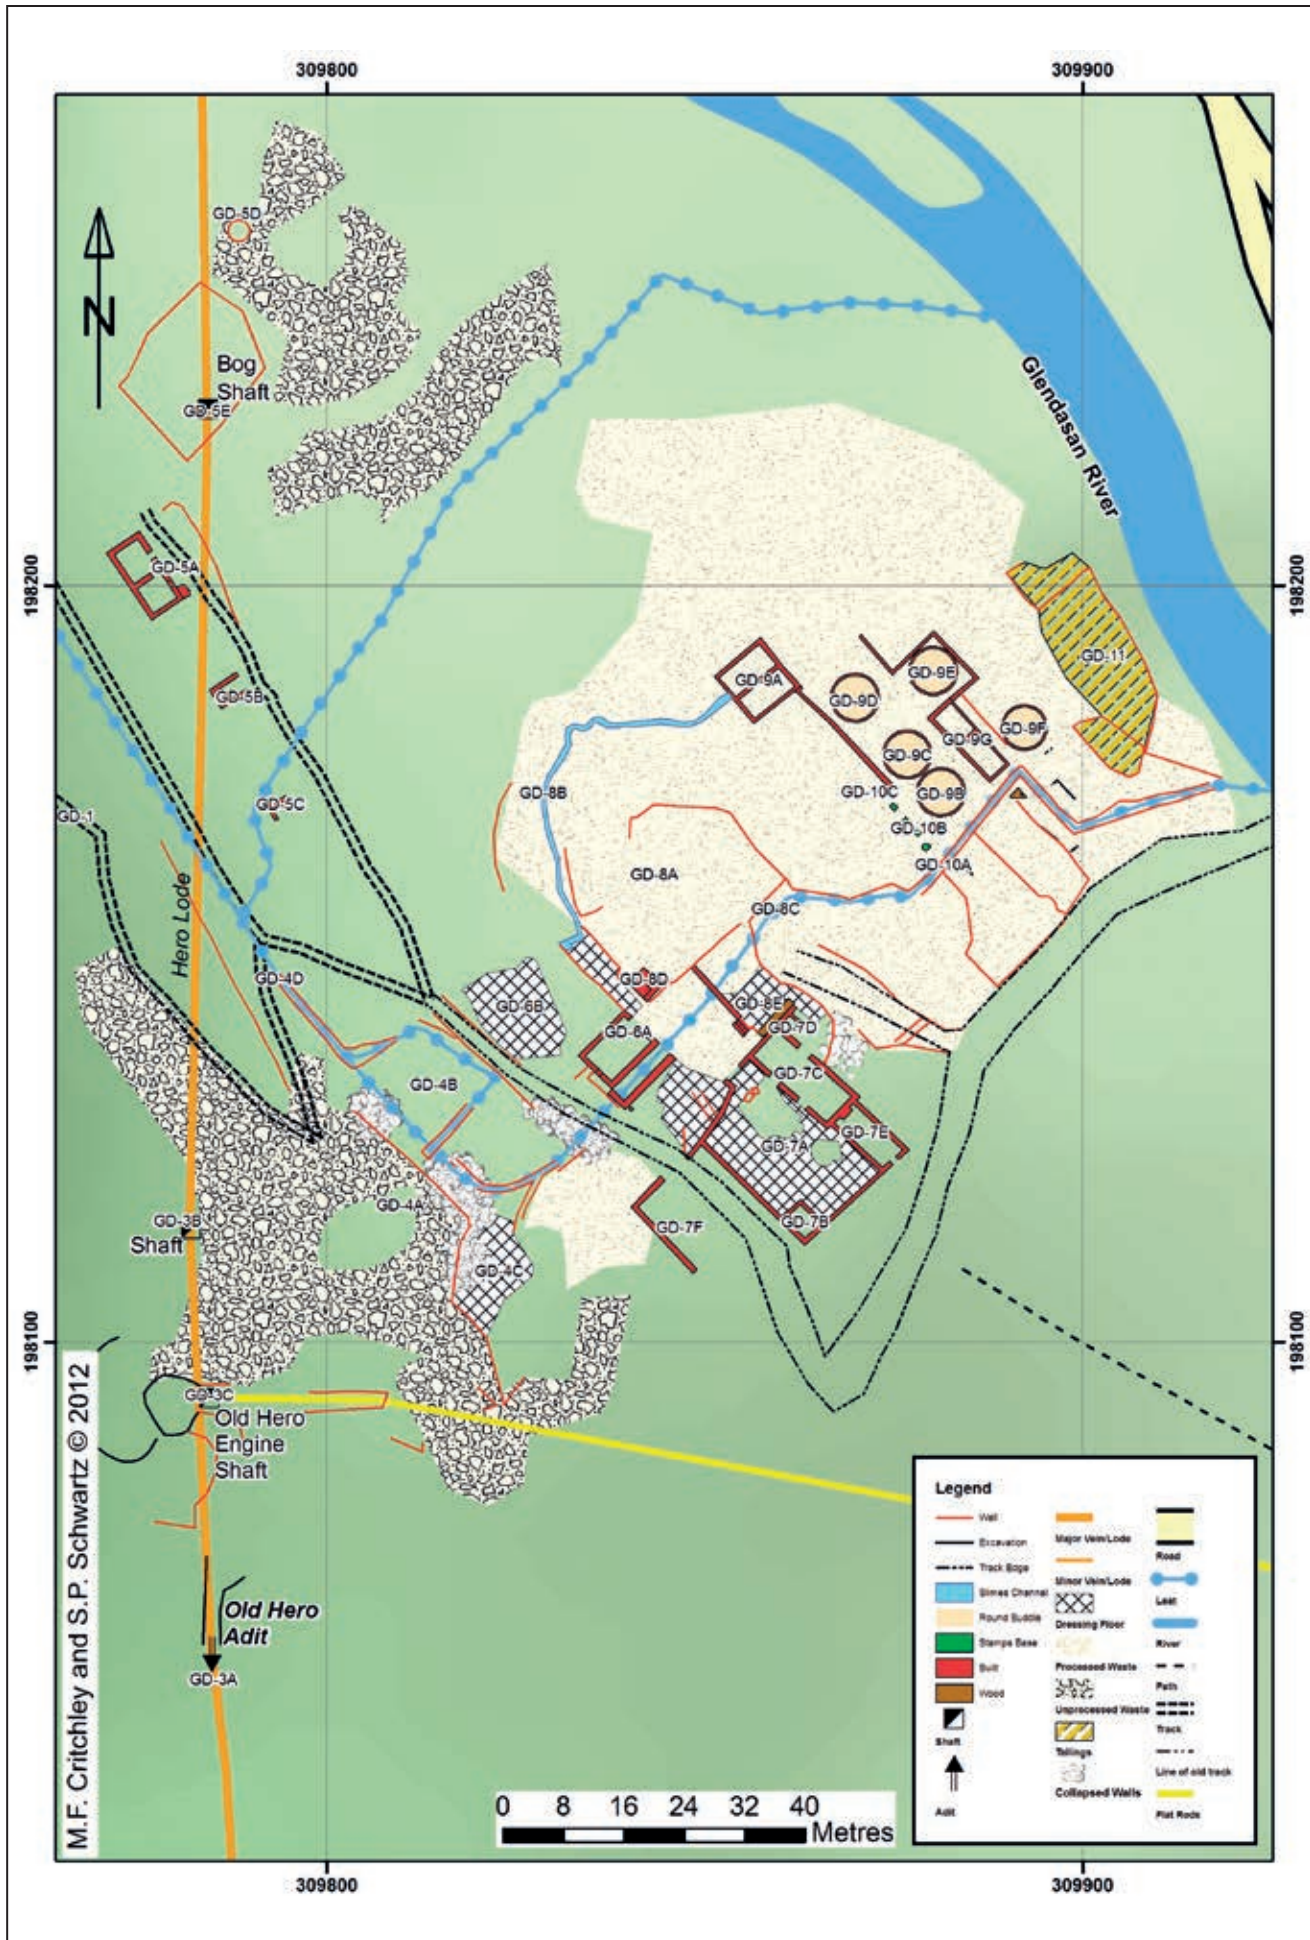 309800
309900
GD-5D
N
Bog
Shaft
GD-5E
Glendasan River
198200
198200
GD-5A
GD-11
GD-9E
GD-9A
GD-9D
GD-5B
GD-9F
GD-9G
GD-9C
GD-8B
GD-10C
GD-9B
GD-5C
GD-1
GD-10B
GD-10A
GD-8A
Hero Lode
GD-8C
GD-4D
GD-8D
GD-6B
GD-8E
GD-6A
GD-7D
GD-7C
GD-4B
GD-7E
GD-7A
GD-4A
GD-3B
Shaft
GD-7B
GD-7F
GD-4C
198100
198100
GD-3C
Old Hero
Engine
Shaft
Old Hero
Adit
GD-3A
M.F. Critchley and S.P. Schwartz © 2012
Legend
Wall
Excavation
Track Edge
Slimes Channel
Round Buddle
Stamps Base
Built
Wood
Shaft
Adit
Major Vein/Lode
Minor Vein/Lode
Dressing Floor
Processed Waste
Unprocessed Waste
Tailings
Collapsed Walls
Road
Leat
River
Path
Track
Line of old track
Flat Rods
0 8 16 24 32 40
Metres
309800
309900